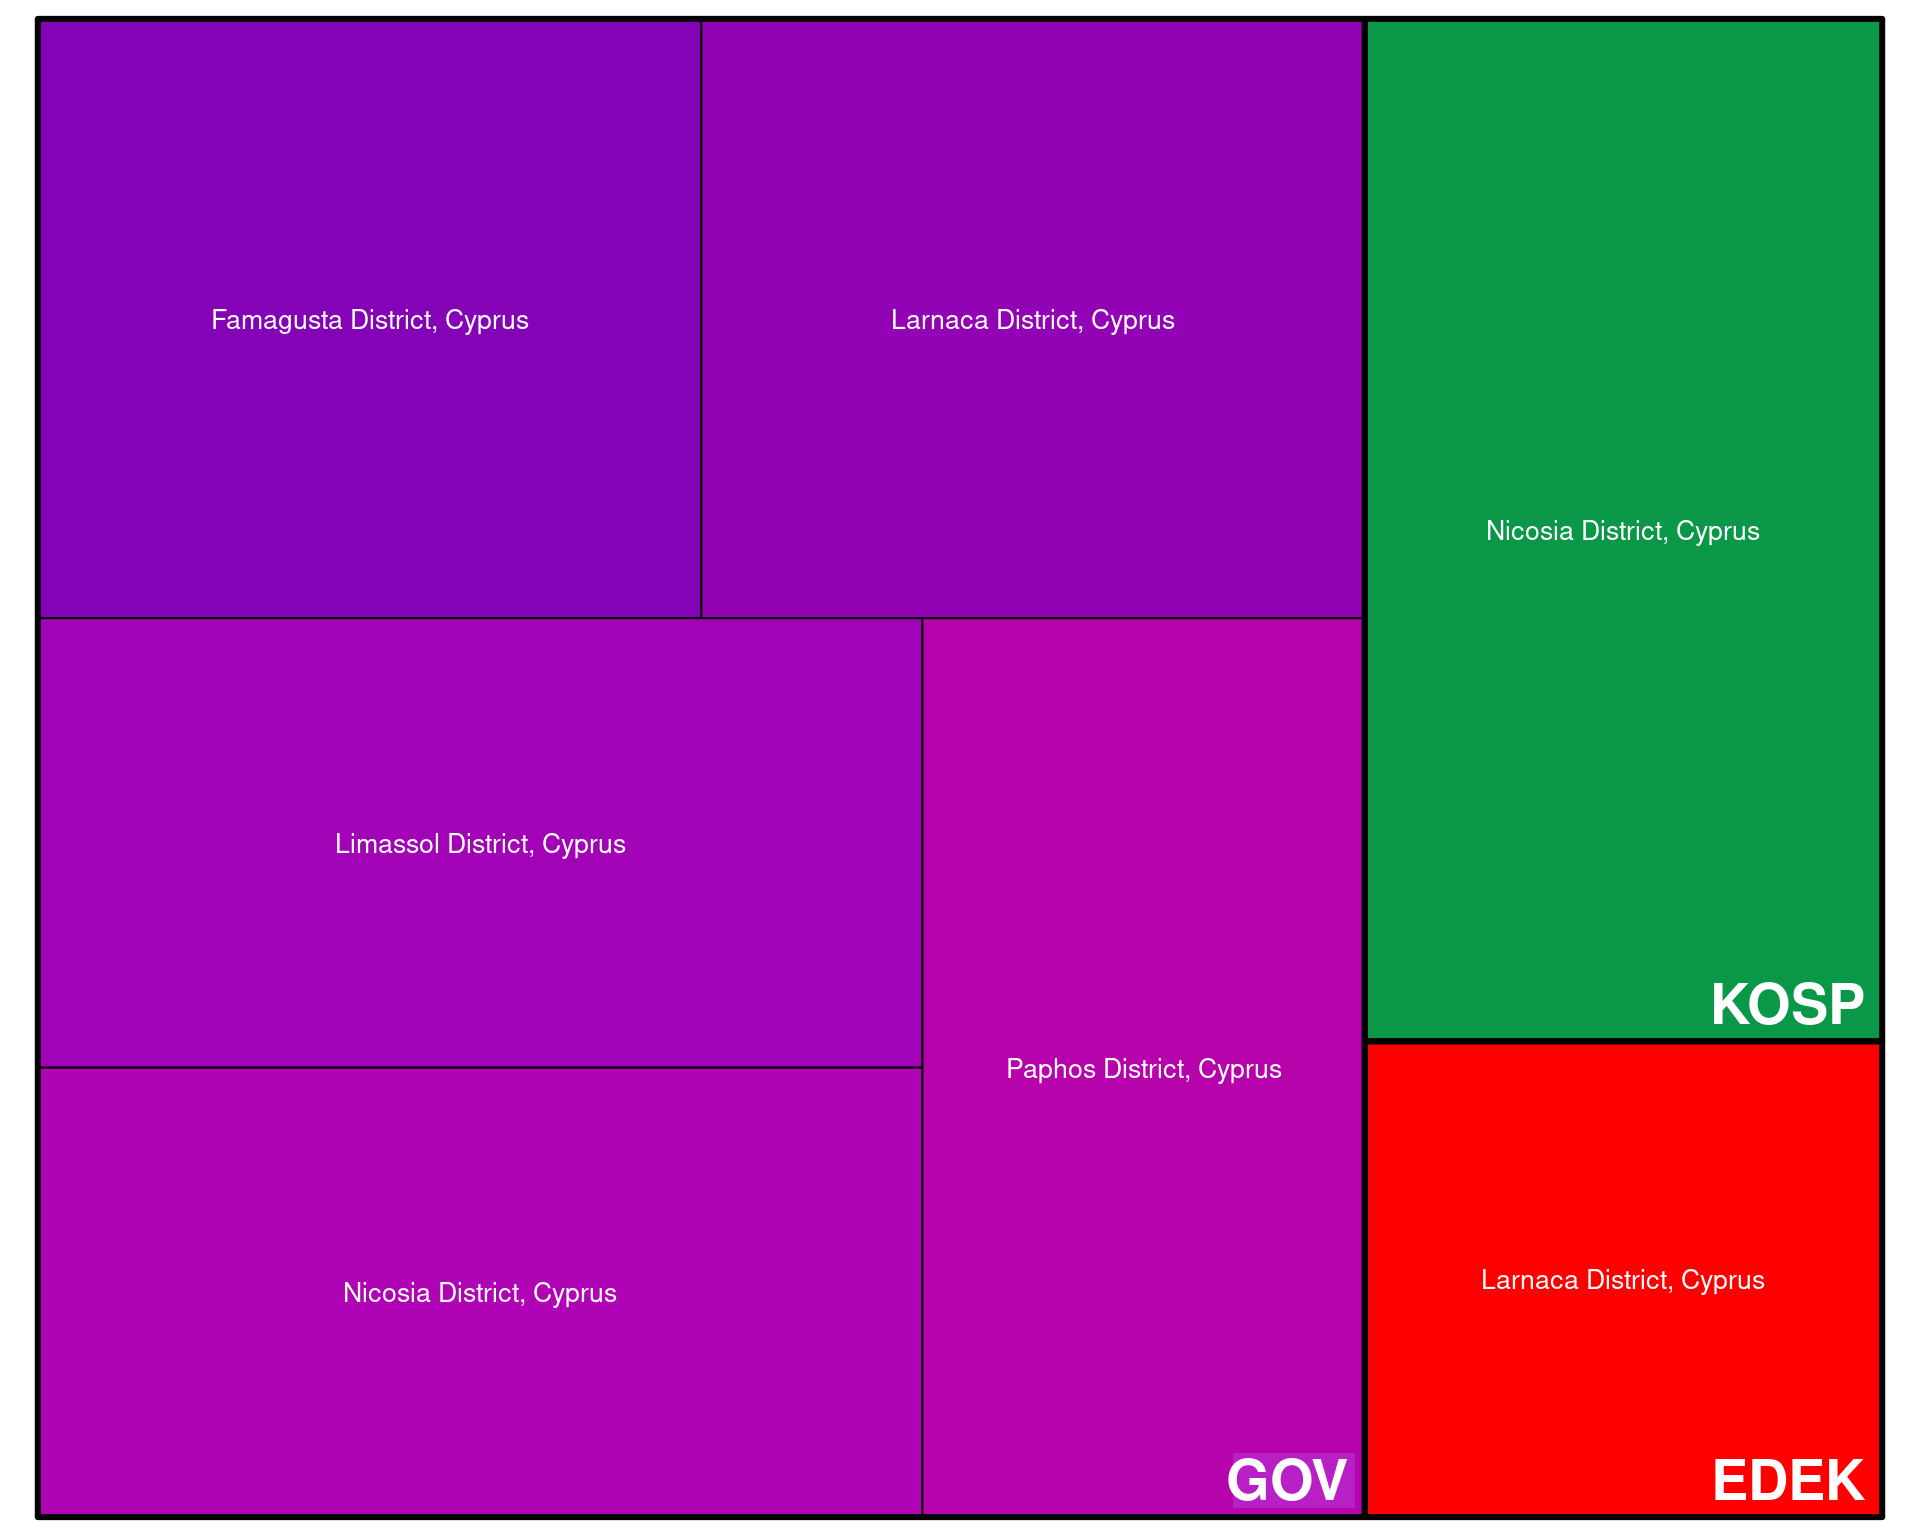 Famagusta District, Cyprus
Larnaca District, Cyprus
Nicosia District, Cyprus
Limassol District, Cyprus
KOSP
Paphos District, Cyprus
Nicosia District, Cyprus
Larnaca District, Cyprus
GOV
EDEK